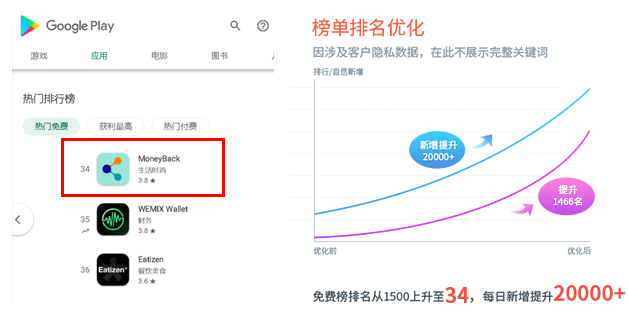 Google Play
游戏 应用 电影 图书
热门排行榜
热门免费 获利最高 热门付费
34 MoneyBack
生活时尚
3.8 ★
35 WEMIX Wallet
财务
3.8 ★
36 Eatizen
Eatizen
餐饮美食
3.6 ★
榜单排名优化
因涉及客户隐私数据，在此不展示完整关键词
排行/自然新增
新增提升
20000+
提升
1466名
优化前 优化后
免费榜排名从1500上升至34，每日新增提升20000+